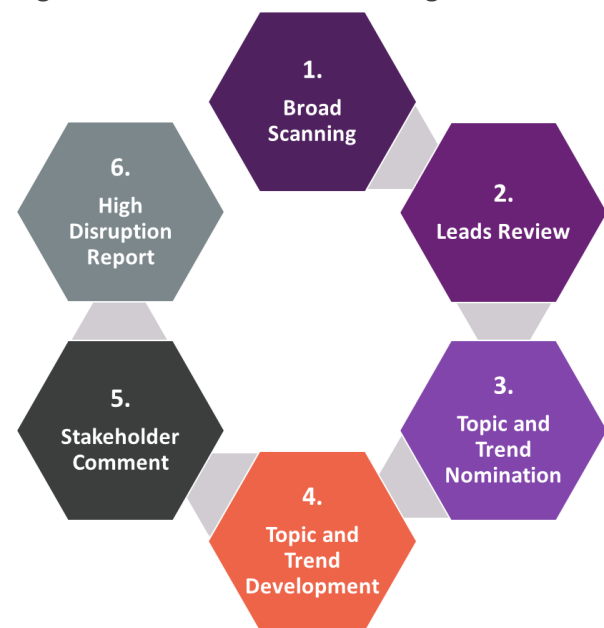 1.
Broad
Scanning
2.
Leads Review
3.
Topic and
Trend
Nomination
4.
Topic and
Trend
Development
5.
Stakeholder
Comment
6.
High
Disruption
Report